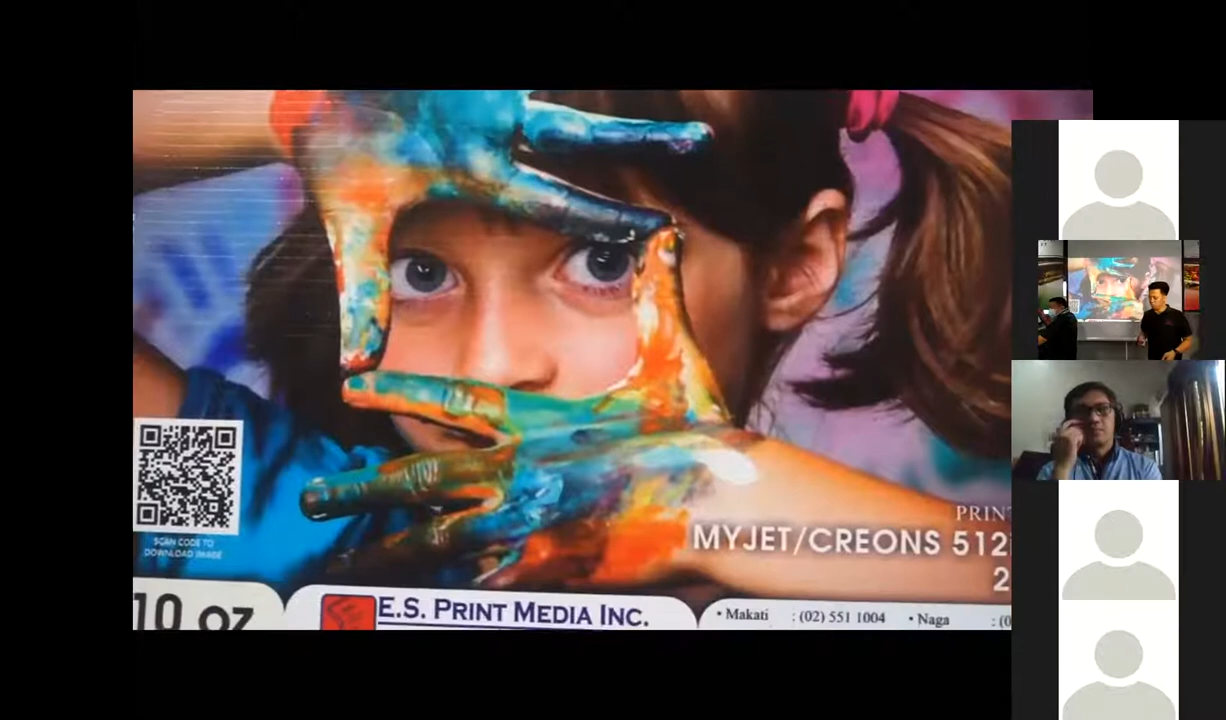 SCAN CODE TO
DOWNLOAD IMAGE
PRINT
MYJET/CREONS 512
2
10 oz
E.S. PRINT MEDIA INC.
• Makati : (02) 551 1004 • Naga : (0